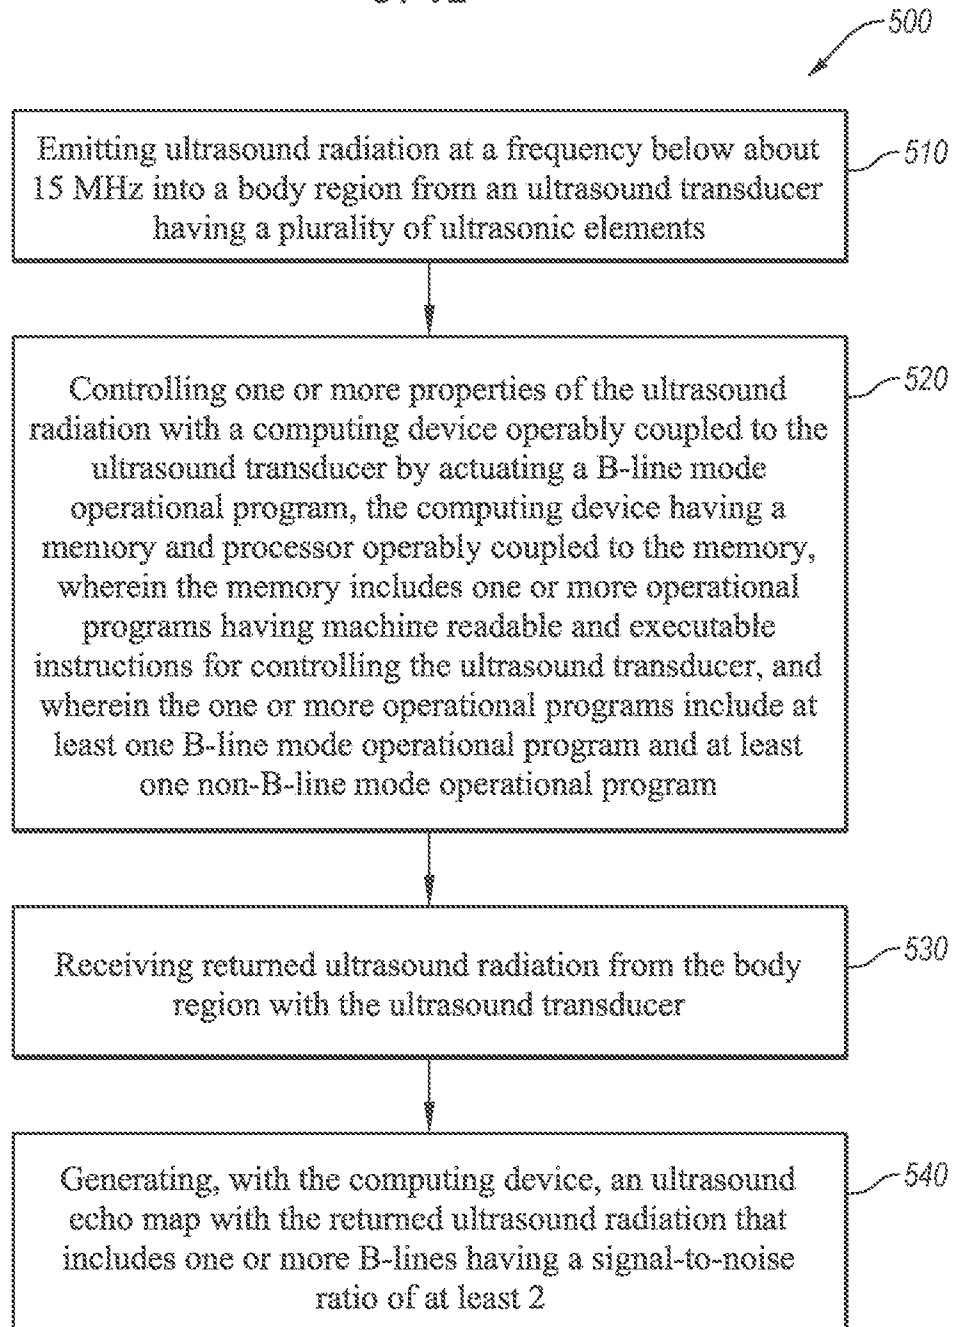 500
Emitting ultrasound radiation at a frequency below about
15 MHz into a body region from an ultrasound transducer
having a plurality of ultrasonic elements
510
Controlling one or more properties of the ultrasound
radiation with a computing device operably coupled to the
ultrasound transducer by actuating a B-line mode
operational program, the computing device having a
memory and processor operably coupled to the memory,
wherein the memory includes one or more operational
programs having machine readable and executable
instructions for controlling the ultrasound transducer, and
wherein the one or more operational programs include at
least one B-line mode operational program and at least
one non-B-line mode operational program
520
Receiving returned ultrasound radiation from the body
region with the ultrasound transducer
530
Generating, with the computing device, an ultrasound
echo map with the returned ultrasound radiation that
includes one or more B-lines having a signal-to-noise
ratio of at least 2
540